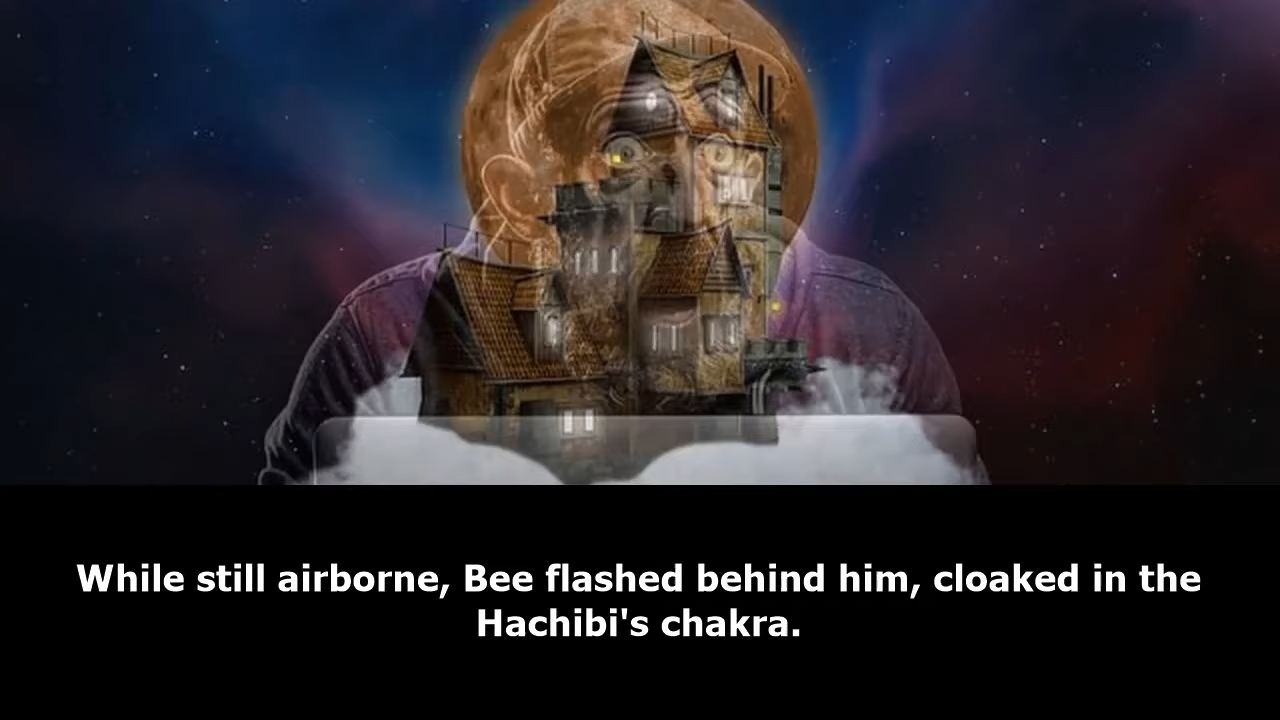 While still airborne, Bee flashed behind him, cloaked in the
Hachibi's chakra.